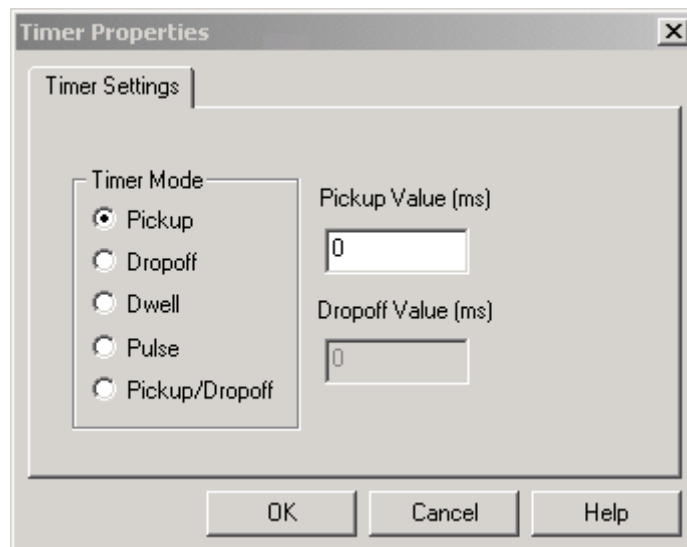 Timer Properties
Timer Settings
Timer Mode
Pickup
Dropoff
Dwell
Pulse
Pickup/Dropoff
Pickup Value (ms)
0
Dropoff Value (ms)
0
OK
Cancel
Help